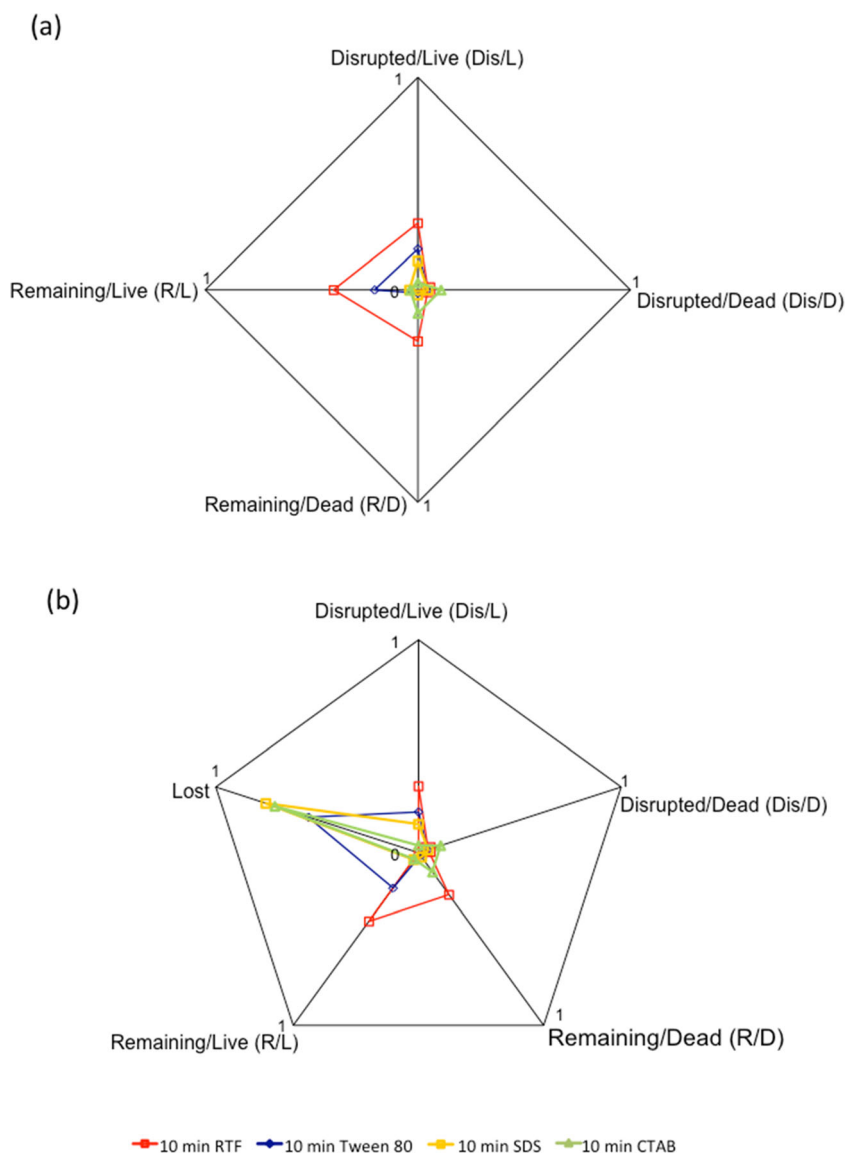 (a)
Disrupted/Live (Dis/L)
1
1
Remaining/Live (R/L)
0
1
Disrupted/Dead (Dis/D)
Remaining/Dead (R/D)
1
(b)
Disrupted/Live (Dis/L)
1
1
Lost
1
Disrupted/Dead (Dis/D)
0
1
Remaining/Live (R/L)
1
Remaining/Dead (R/D)
10 min RTF 10 min Tween 80 10 min SDS 10 min CTAB